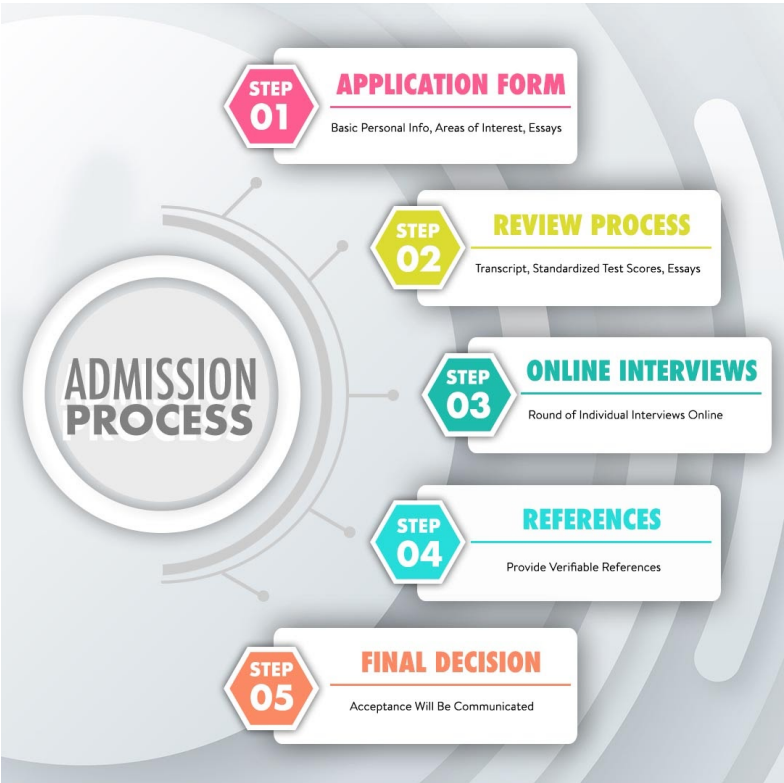 STEP
01
APPLICATION FORM
Basic Personal Info, Areas of Interest, Essays
STEP
02
REVIEW PROCESS
Transcript, Standardized Test Scores, Essays
ADMISSION
PROCESS
STEP
03
ONLINE INTERVIEWS
Round of Individual Interviews Online
STEP
04
REFERENCES
Provide Verifiable References
STEP
05
FINAL DECISION
Acceptance Will Be Communicated